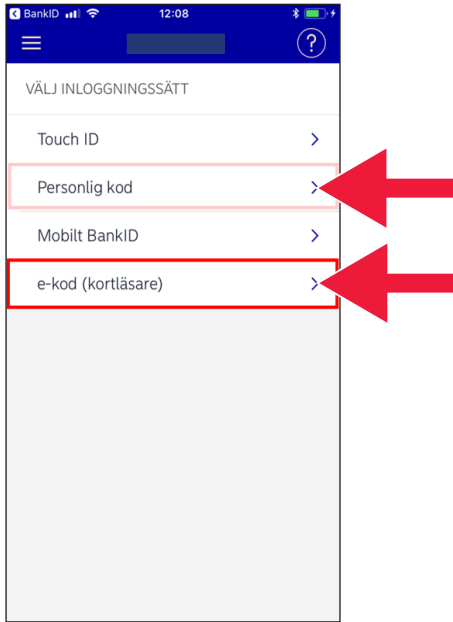 BankID 12:08
?
VÄLJ INLOGGNINGSSÄTT
Touch ID
Personlig kod
Mobilt BankID
e-kod (kortläsare)